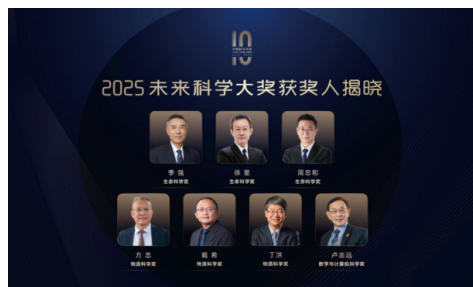 10
2025未来科学大奖获奖人揭晓
季强 徐星 周忠和
生命科学奖 生命科学奖 生命科学奖
方忠 戴希 丁洪 卢志远
物质科学奖 物质科学奖 物质科学奖 数学与计算机科学奖